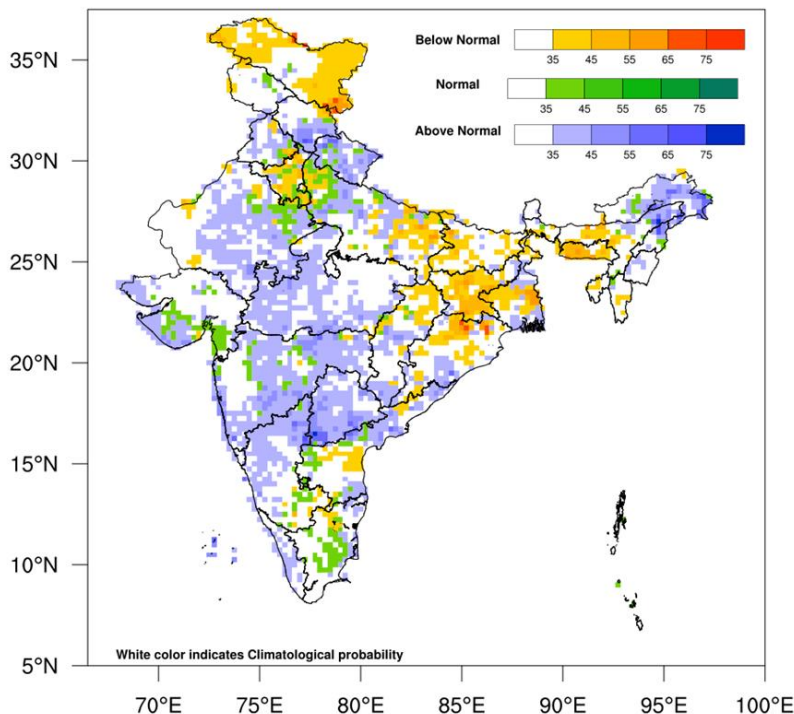 Below Normal
35 45 55 65 75
Normal
35 45 55 65 75
Above Normal
35 45 55 65 75
35°N
30°N
25°N
20°N
15°N
10°N
5°N
White color indicates Climatological probability
70°E 75°E 80°E 85°E 90°E 95°E 100°E